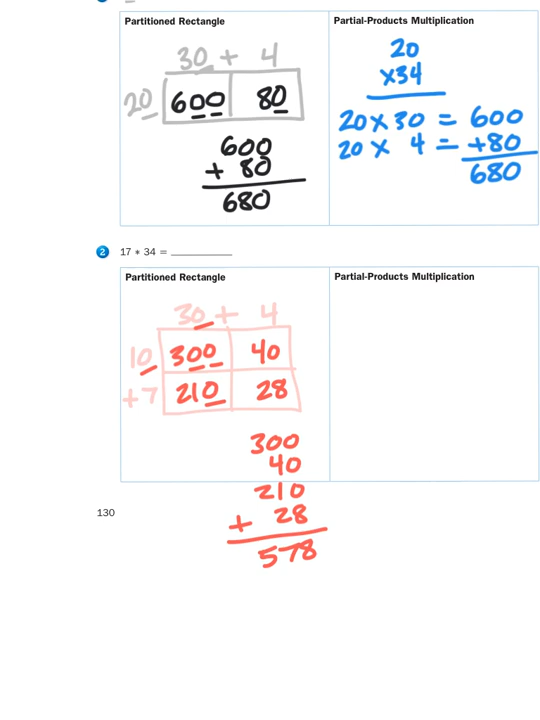 Partitioned Rectangle
30 + 4
20 600 80
600
+ 80
680
Partial-Products Multiplication
20
x34
20 x 30 = 600
20 x 4 = +80
680
2 17 * 34 =
Partitioned Rectangle
30 + 4
10 300 40
+7 210 28
300
40
210
+ 28
578
Partial-Products Multiplication
130